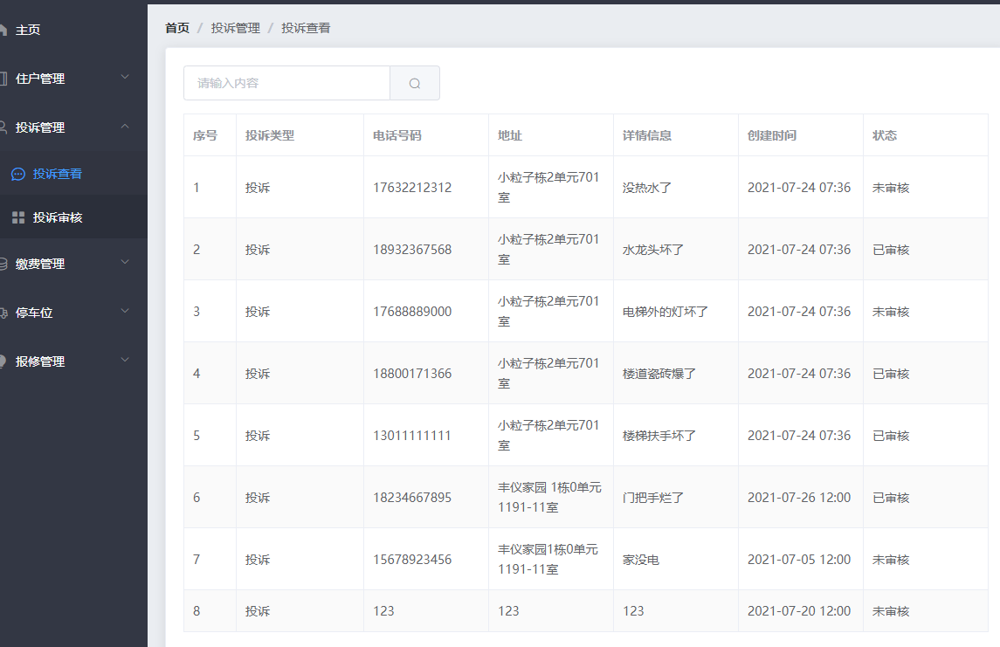 主页
住户管理
投诉管理
投诉查看
投诉审核
缴费管理
停车位
报修管理
首页 / 投诉管理 / 投诉查看
请输入内容
序号 投诉类型 电话号码 地址 详情信息 创建时间 状态
1 投诉 17632212312 小粒子栋2单元701 没热水了 2021-07-24 07:36 未审核
室
2 投诉 18932367568 小粒子栋2单元701 水龙头坏了 2021-07-24 07:36 已审核
室
3 投诉 17688889000 小粒子栋2单元701 电梯外的灯坏了 2021-07-24 07:36 未审核
室
4 投诉 18800171366 小粒子栋2单元701 楼道瓷砖爆了 2021-07-24 07:36 已审核
室
5 投诉 13011111111 小粒子栋2单元701 楼梯扶手坏了 2021-07-24 07:36 已审核
室
6 投诉 18234667895 丰仪家园 1栋0单元 门把手烂了 2021-07-26 12:00 已审核
1191-11室
7 投诉 15678923456 丰仪家园1栋0单元 家没电 2021-07-05 12:00 未审核
1191-11室
8 投诉 123 123 123 2021-07-20 12:00 未审核